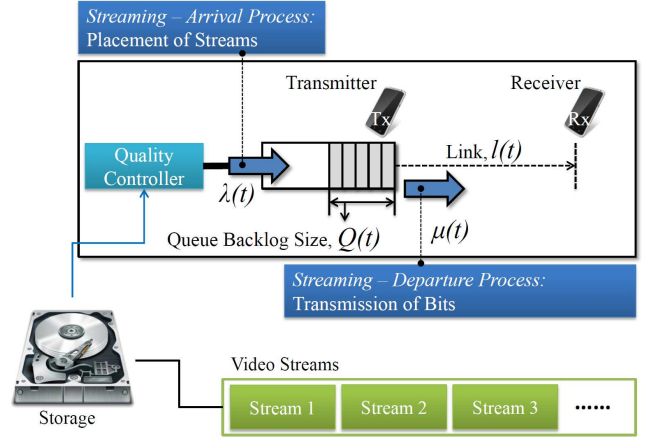 Streaming – Arrival Process:
Placement of Streams
Transmitter
Receiver
Tx
Rx
Quality
Controller
Link, l(t)
λ(t)
Queue Backlog Size, Q(t)
μ(t)
Streaming – Departure Process:
Transmission of Bits
Storage
Video Streams
Stream 1
Stream 2
Stream 3
······